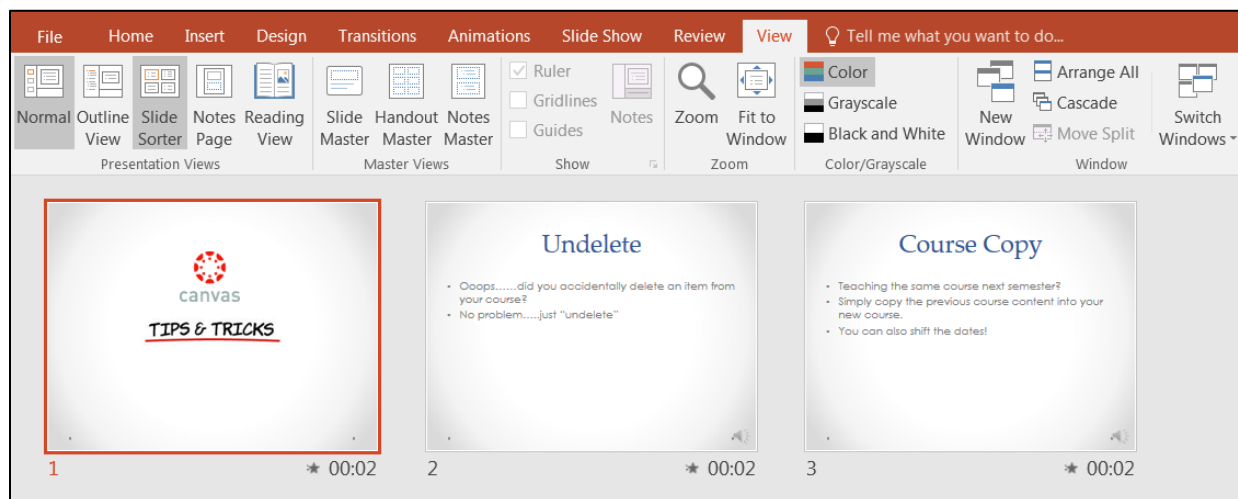 File Home Insert Design Transitions Animations Slide Show Review View Tell me what you want to do...
Normal Outline View Slide Sorter Notes Page Reading View
Presentation Views
Slide Master Handout Master Notes Master
Master Views
Ruler
Gridlines
Guides
Notes
Show
Zoom Fit to Window
Zoom
Color
Grayscale
Black and White
Color/Grayscale
New Window
Arrange All
Cascade
Move Split
Switch Windows
Window
canvas
TIPS & TRICKS
1 00:02
Undelete
• Ooops......did you accidentally delete an item from
your course?
• No problem.....just “undelete”
2 00:02
Course Copy
• Teaching the same course next semester?
• Simply copy the previous course content into your
new course.
• You can also shift the dates!
3 00:02